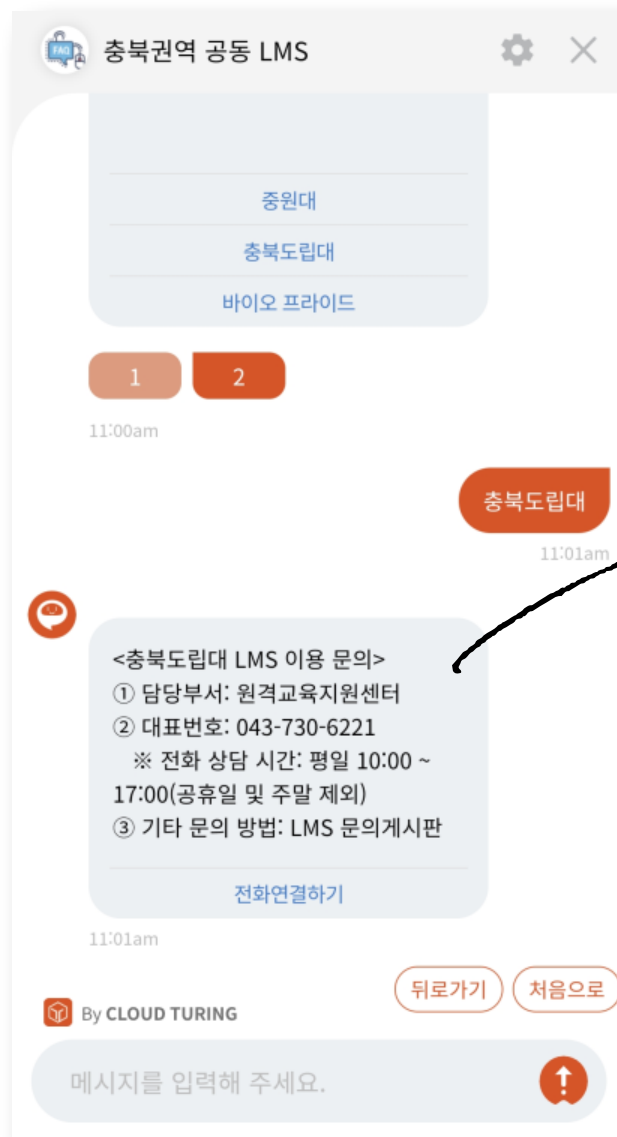 FAQ
충북권역 공동 LMS
중원대
충북도립대
바이오 프라이드
1 2
11:00am
충북도립대
11:01am
<충북도립대 LMS 이용 문의>
① 담당부서: 원격교육지원센터
② 대표번호: 043-730-6221
※ 전화 상담 시간: 평일 10:00 ~
17:00(공휴일 및 주말 제외)
③ 기타 문의 방법: LMS 문의게시판
전화연결하기
11:01am
뒤로가기 처음으로
By CLOUD TURING
메시지를 입력해 주세요.